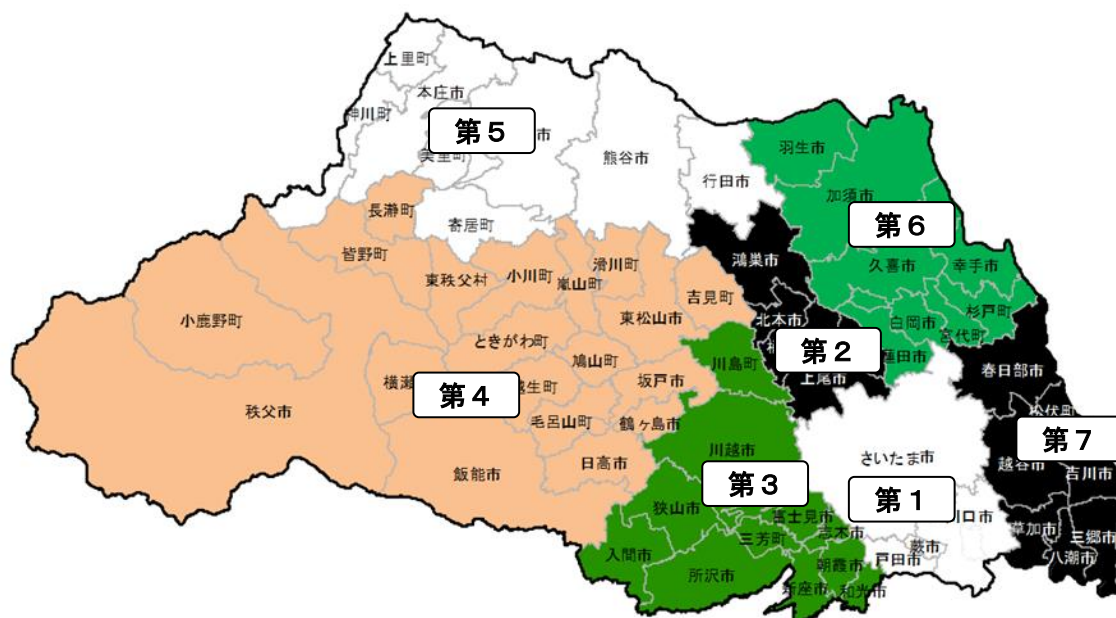 上里町
本庄市
神川町
第５
市
美里町
熊谷市
行田市
羽生市
加須市
第６
長瀞町
寄居町
皆野町
東秩父村
小川町
嵐山町
滑川町
吉見町
鴻巣市
久喜市
幸手市
小鹿野町
東松山市
北本市
白岡市
杉戸町
宮代町
ときがわ町
鳩山町
川島町
第２
蓮田市
上尾市
春日部市
横瀬
第４
越生町
坂戸市
松伏町
秩父市
毛呂山町
鶴ヶ島市
川越市
さいたま市
第７
越谷市
吉川市
飯能市
日高市
第３
狭山市
富士見市
第１
川口市
志木市
三芳町
草加市
三郷市
入間市
所沢市
朝霞市
戸田市
蕨市
八潮市
新座市
和光市